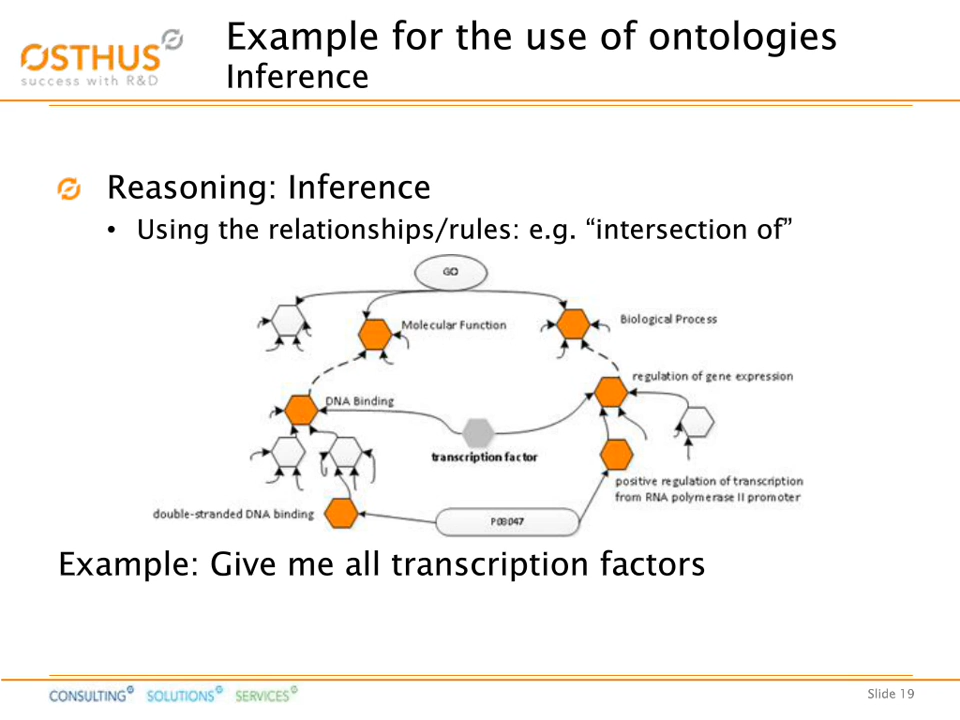 OSTHUS
success with R&D
Example for the use of ontologies
Inference
Reasoning: Inference
• Using the relationships/rules: e.g. “intersection of”
GO
Molecular Function
Biological Process
regulation of gene expression
DNA Binding
transcription factor
positive regulation of transcription
from RNA polymerase II promoter
double-stranded DNA binding
P03047
Example: Give me all transcription factors
CONSULTING SOLUTIONS SERVICES
Slide 19